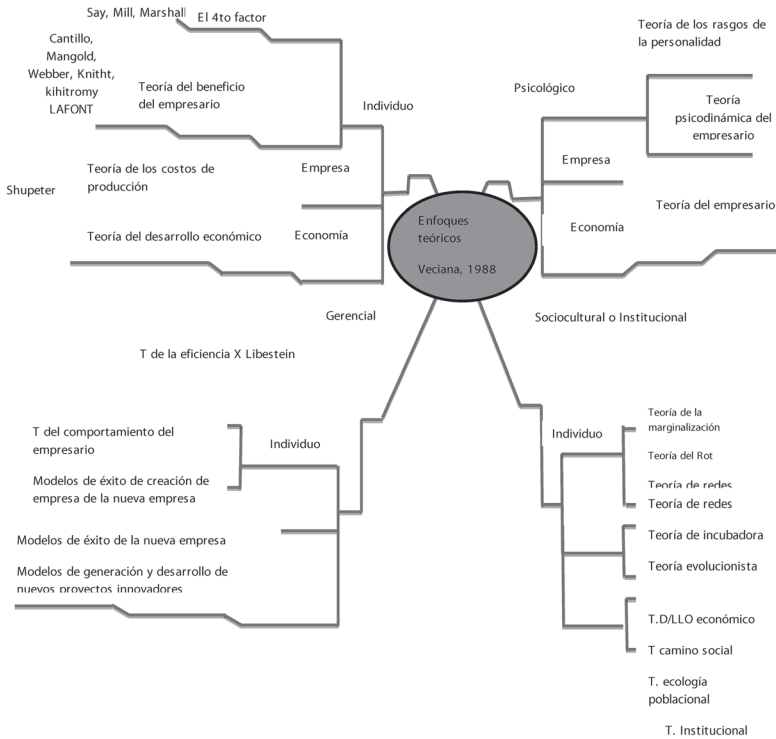 Say, Mill, Marshall
El 4to factor
Cantillo,
Mangold,
Webber, Knitht,
kihitromy
LAFONT
Teoría del beneficio
del empresario
Individuo
Teoría de los costos de
producción
Empresa
Shupeter
Teoría del desarrollo económico
Economía
Teoría de los rasgos de
la personalidad
Psicológico
Teoría
psicodinámica del
empresario
Empresa
Teoría del empresario
Economía
Enfoques
teóricos
Veciana, 1988
Gerencial
T de la eficiencia X Libestein
T del comportamiento del
empresario
Individuo
Modelos de éxito de creación de
empresa de la nueva empresa
Modelos de éxito de la nueva empresa
Modelos de generación y desarrollo de
nuevos proyectos innovadores
Sociocultural o Institucional
Individuo
Teoría de la
marginalización
Teoría del Rot
Teoría de redes
Teoría de redes
Teoría de incubadora
Teoría evolucionista
T.D/LLO económico
T camino social
T. ecología
poblacional
T. Institucional